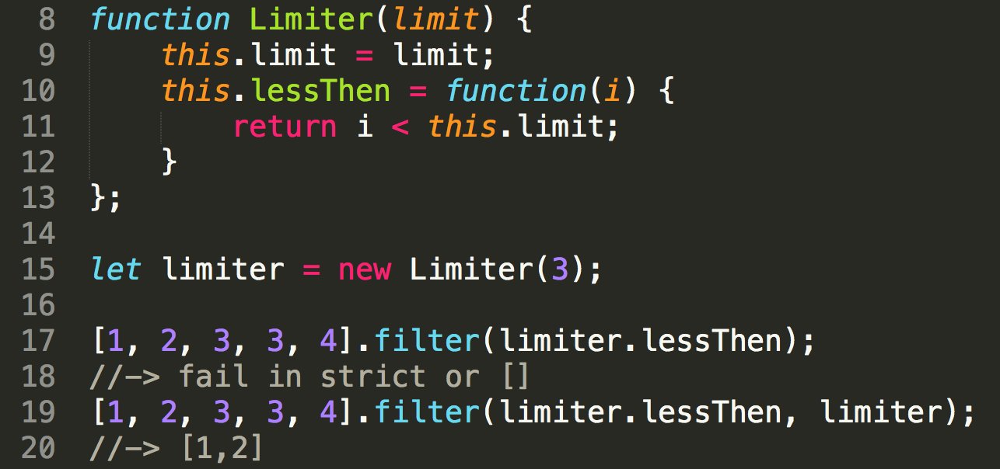 8 function Limiter(limit) {
9     this.limit = limit;
10     this.lessThen = function(i) {
11         return i < this.limit;
12     }
13 };
14
15 let limiter = new Limiter(3);
16
17 [1, 2, 3, 3, 4].filter(limiter.lessThen);
18 //-> fail in strict or []
19 [1, 2, 3, 3, 4].filter(limiter.lessThen, limiter);
20 //-> [1,2]